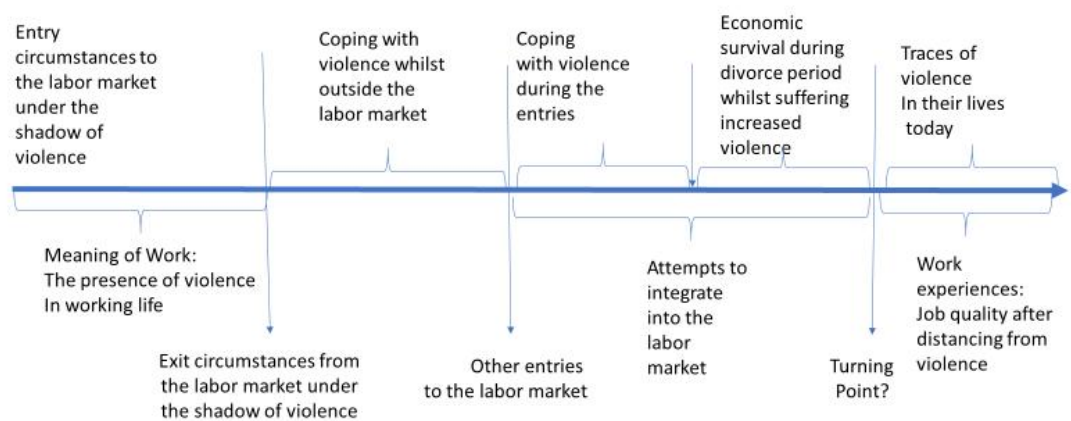 Entry
circumstances to
the labor market
under the
shadow of
violence
Coping with
violence whilst
outside the
labor market
Coping
with violence
during the
entries
Economic
survival during
divorce period
whilst suffering
increased
violence
Traces of
violence
In their lives
today
Meaning of Work:
The presence of violence
In working life
Exit circumstances from
the labor market under
the shadow of violence
Other entries
to the labor market
Attempts to
integrate
into the
labor
market
Turning
Point?
Work
experiences:
Job quality after
distancing from
violence